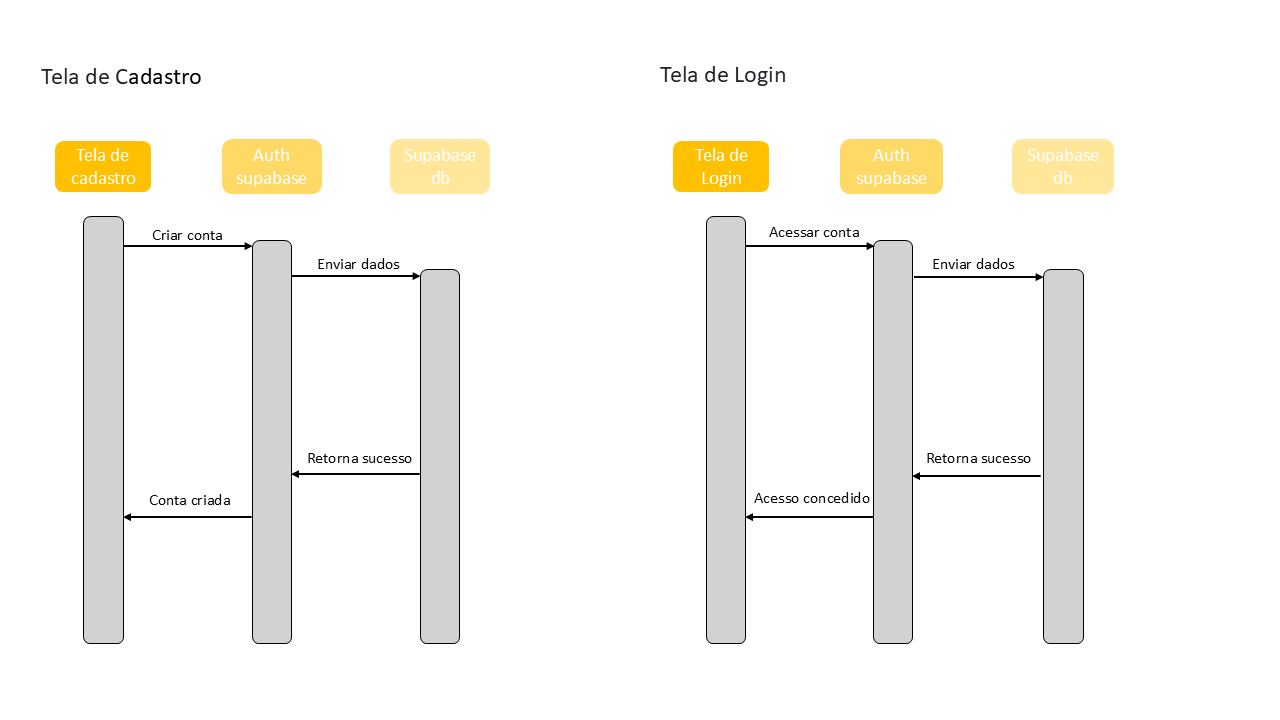 Tela de Cadastro
Tela de
cadastro
Auth
supabase
Supabase
db
Criar conta
Enviar dados
Retorna sucesso
Conta criada
Tela de Login
Tela de
Login
Auth
supabase
Supabase
db
Acessar conta
Enviar dados
Retorna sucesso
Acesso concedido